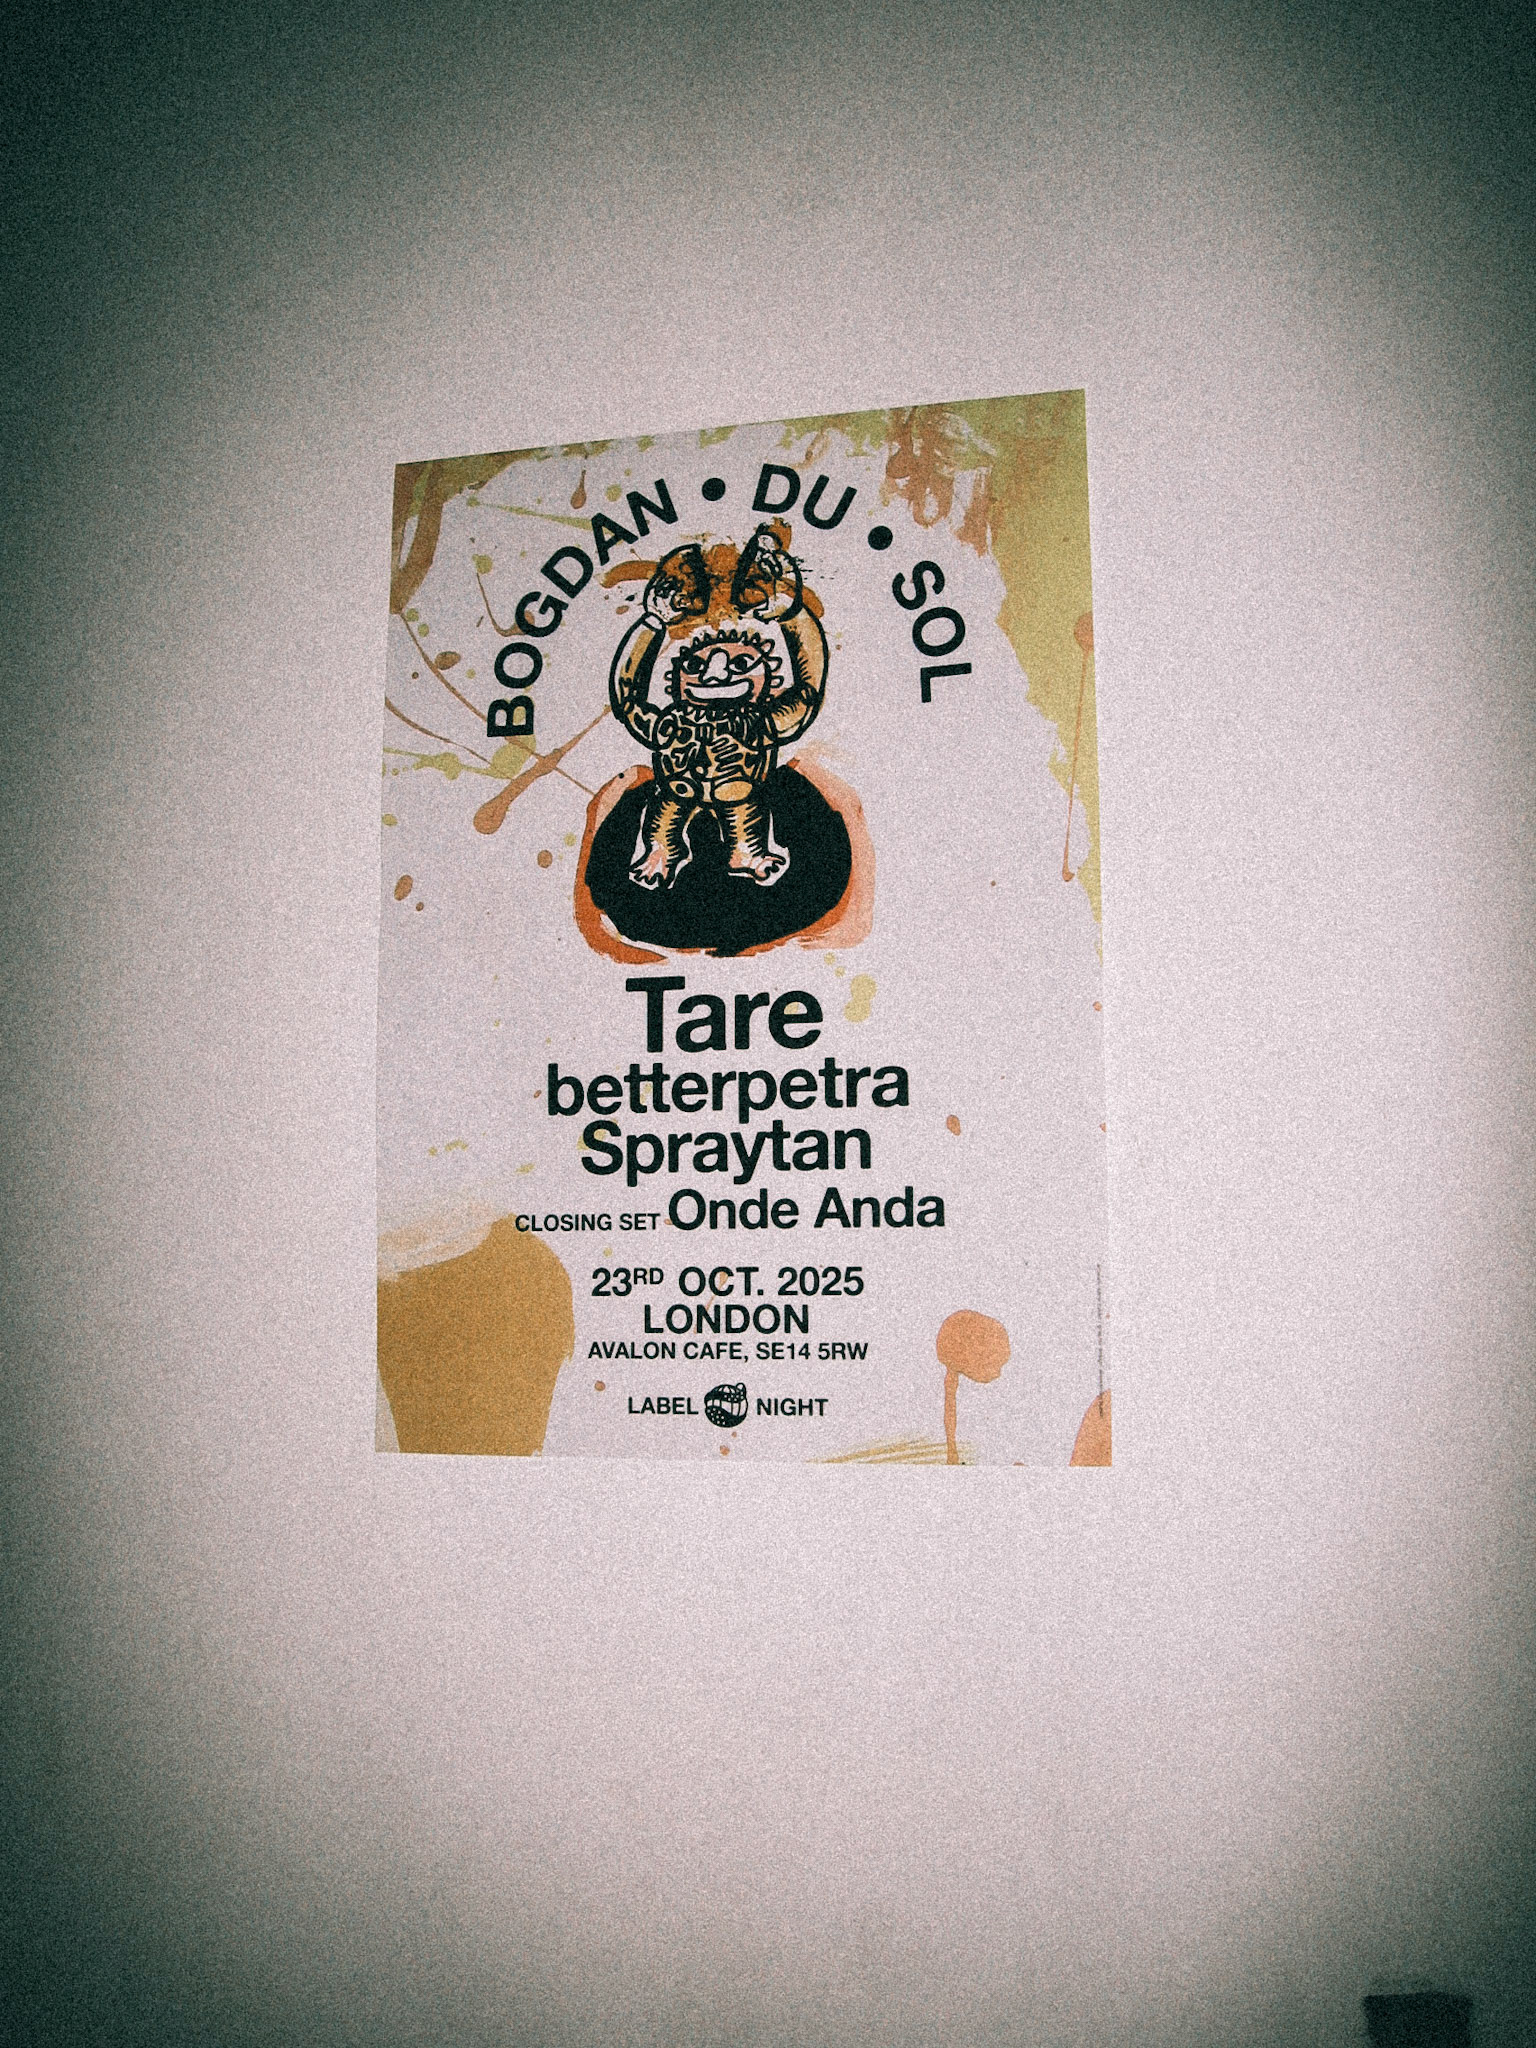 BOGDAN • DU • SOL
Tare
betterpetra
Spraytan
CLOSING SET Onde Anda
23RD OCT. 2025
LONDON
AVALON CAFE, SE14 5RW
LABEL NIGHT